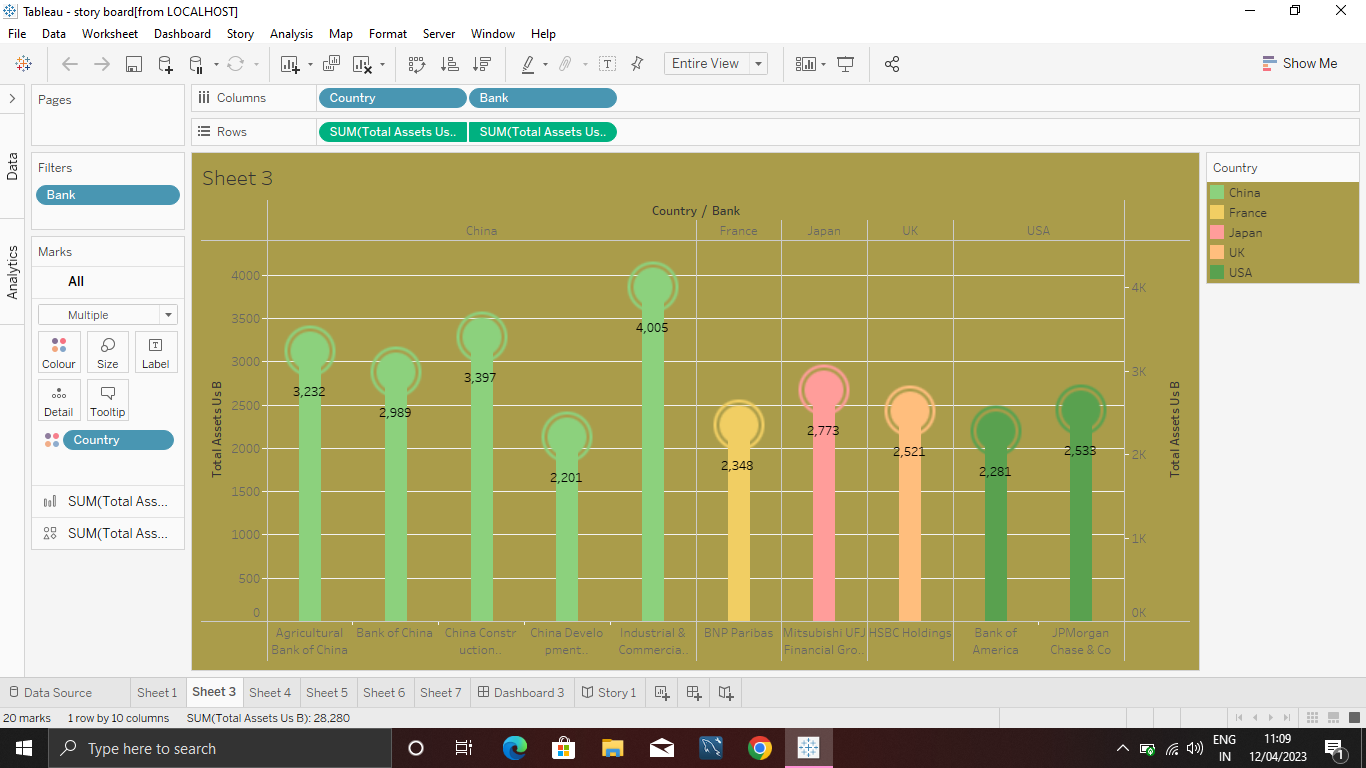 Tableau - story board[from LOCALHOST]
File Data Worksheet Dashboard Story Analysis Map Format Server Window Help
Entire View
Show Me
Pages
Columns Country Bank
Rows SUM(Total Assets Us.. SUM(Total Assets Us..
Data
Analytics
Filters
Bank
Marks
All
Multiple
Colour Size Label
Detail Tooltip
Country
SUM(Total Ass...
SUM(Total Ass...
Sheet 3
Country / Bank
China France Japan UK USA
Total Assets Us B
4000
3500
3000
2500
2000
1500
1000
500
0
3,232
2,989
3,397
2,201
4,005
2,348
2,773
2,521
2,281
2,533
4K
3K
2K
1K
0K
Total Assets Us B
Agricultural
Bank of China
Bank of China
China Constr
uction..
China Develo
pment..
Industrial &
Commercia..
BNP Paribas
Mitsubishi UFJ
Financial Gro..
HSBC Holdings
Bank of
America
JPMorgan
Chase & Co
Country
China
France
Japan
UK
USA
Data Source Sheet 1 Sheet 3 Sheet 4 Sheet 5 Sheet 6 Sheet 7 Dashboard 3 Story 1
20 marks 1 row by 10 columns SUM(Total Assets Us B): 28,280
Type here to search
ENG
IN
11:09
12/04/2023
1